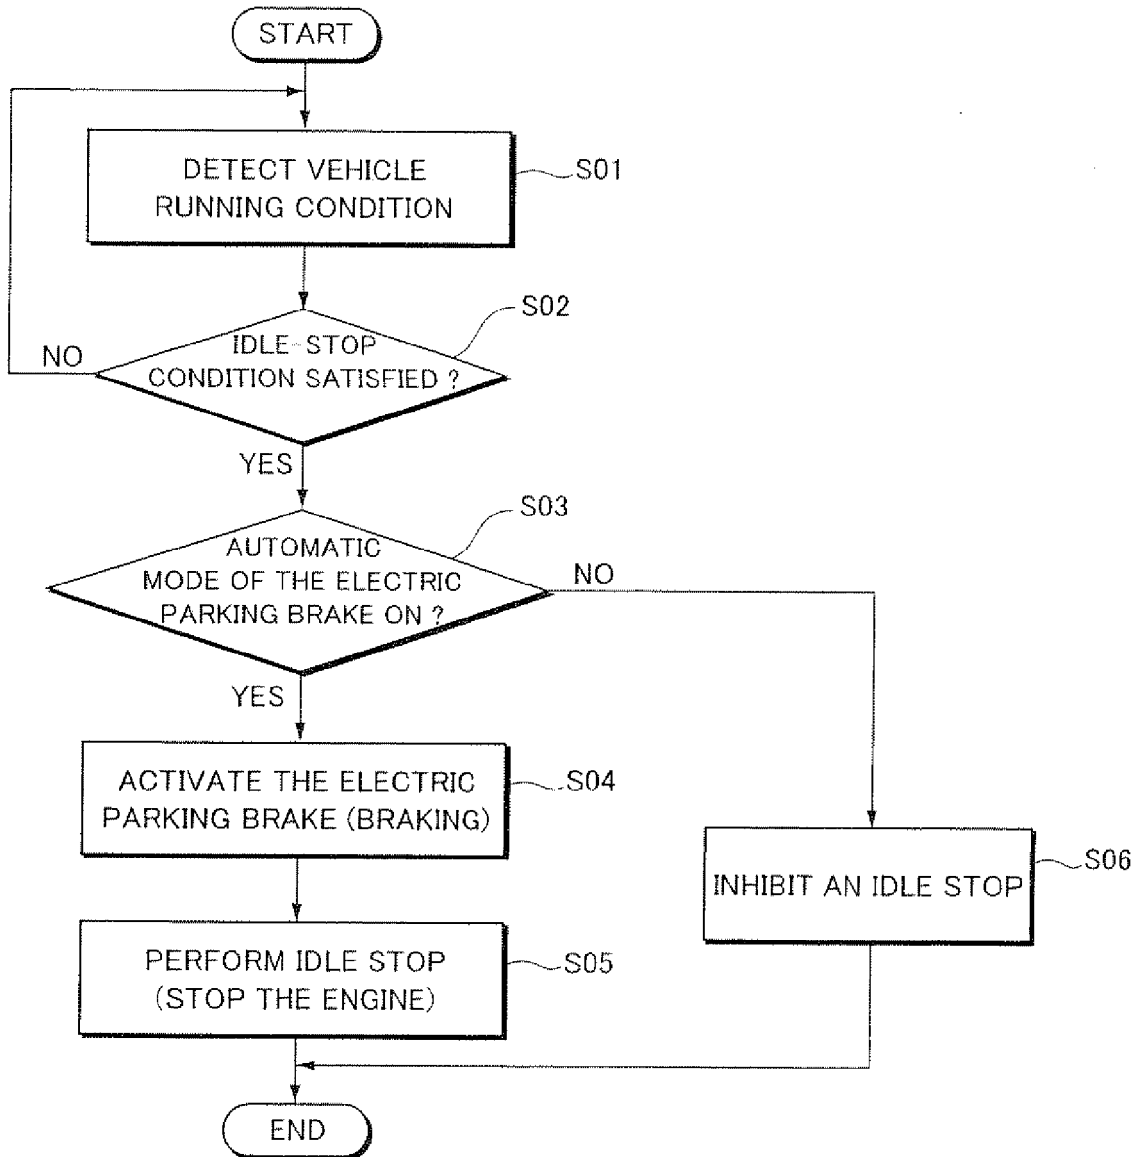 START
DETECT VEHICLE
RUNNING CONDITION
S01
S02
IDLE-STOP
CONDITION SATISFIED ?
NO
YES
S03
AUTOMATIC
MODE OF THE ELECTRIC
PARKING BRAKE ON ?
NO
YES
ACTIVATE THE ELECTRIC
PARKING BRAKE (BRAKING)
S04
INHIBIT AN IDLE STOP
S06
PERFORM IDLE STOP
(STOP THE ENGINE)
S05
END